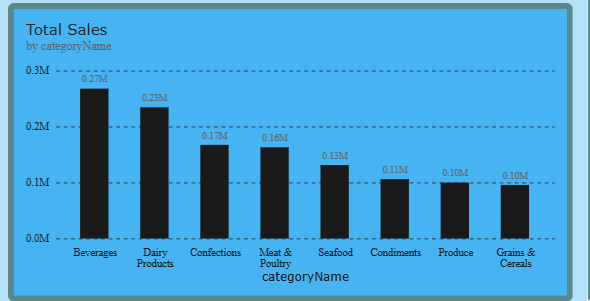 Total Sales
by categoryName
0.3M
0.2M
0.1M
0.0M
0.27M
0.23M
0.17M
0.16M
0.13M
0.11M
0.10M
0.10M
Beverages
Dairy
Products
Confections
Meat &
Poultry
Seafood
Condiments
Produce
Grains &
Cereals
categoryName